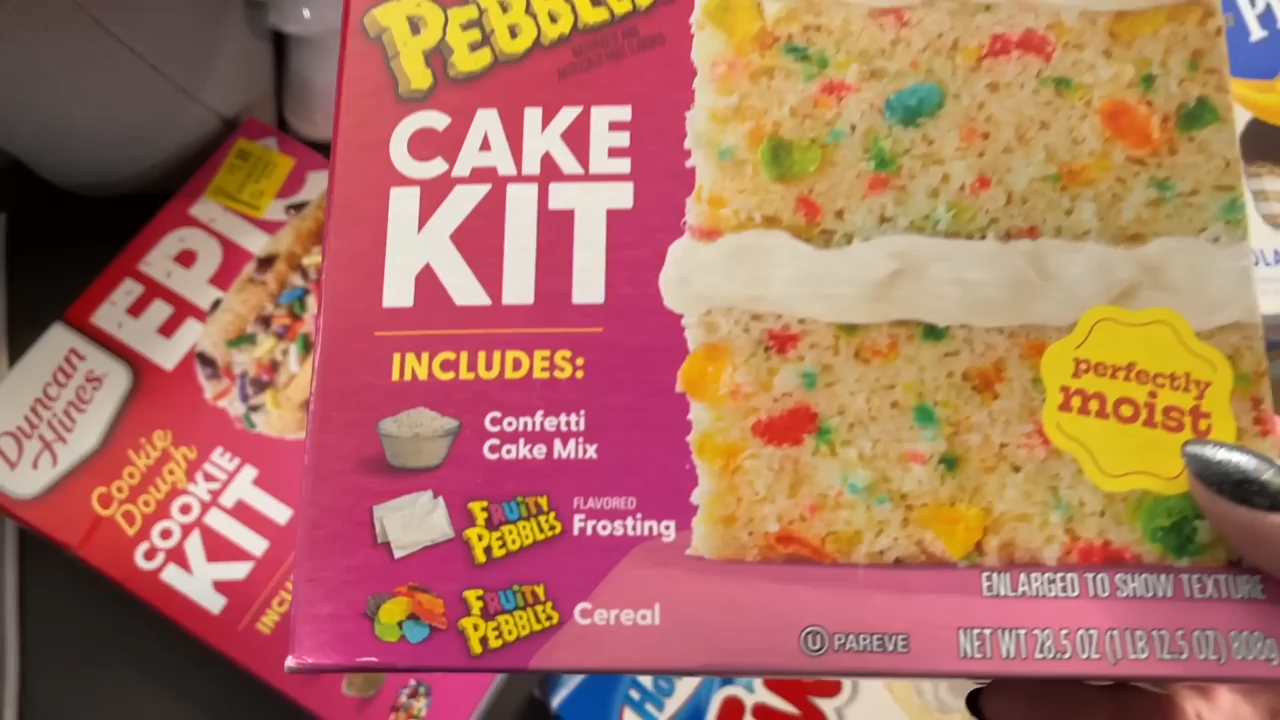 PEBBLES
CAKE
KIT
INCLUDES:
Confetti
Cake Mix
FRUITY
PEBBLES
FLAVORED
Frosting
FRUITY
PEBBLES
Cereal
perfectly
moist
ENLARGED TO SHOW TEXTURE
U PAREVE
NET WT 28.5 OZ (1 LB 12.5 OZ) 808g
Duncan
Hines
EPIC
Cookie
Dough
COOKIE
KIT
INCLU